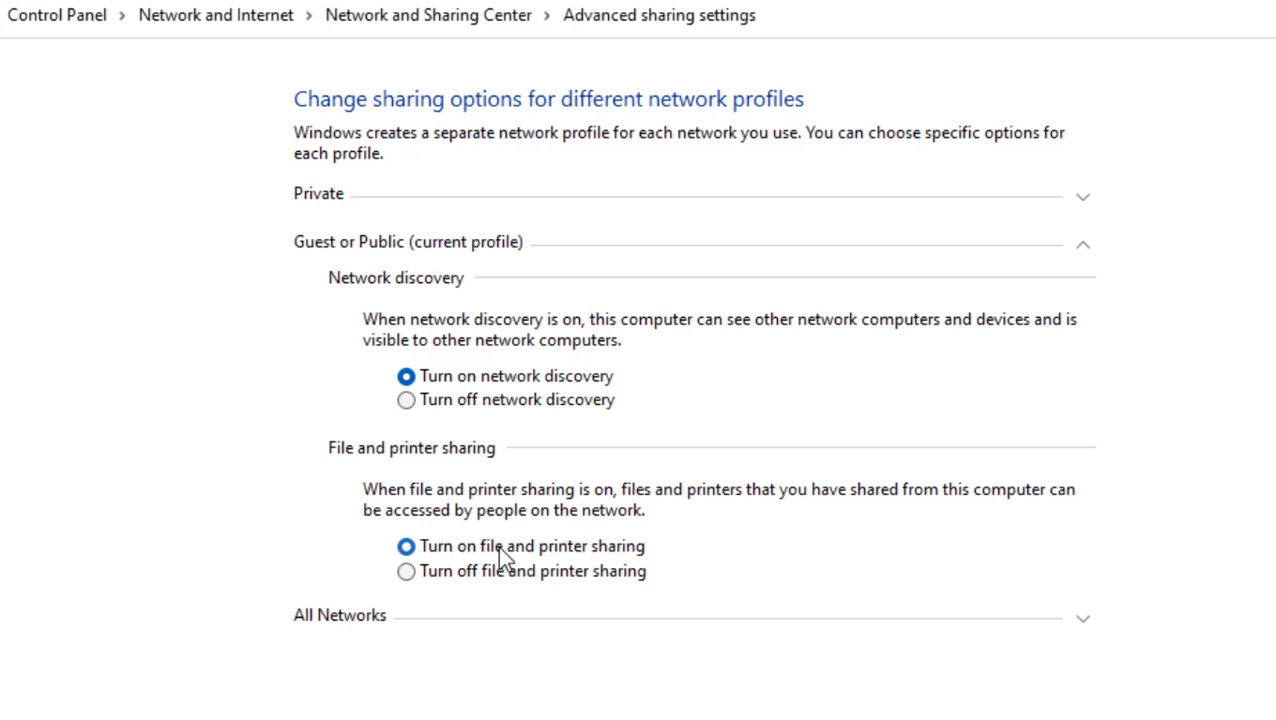 Control Panel > Network and Internet > Network and Sharing Center > Advanced sharing settings
Change sharing options for different network profiles
Windows creates a separate network profile for each network you use. You can choose specific options for
each profile.
Private
Guest or Public (current profile)
Network discovery
When network discovery is on, this computer can see other network computers and devices and is
visible to other network computers.
Turn on network discovery
Turn off network discovery
File and printer sharing
When file and printer sharing is on, files and printers that you have shared from this computer can
be accessed by people on the network.
Turn on file and printer sharing
Turn off file and printer sharing
All Networks